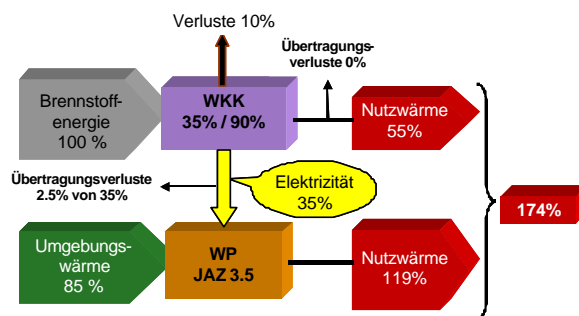 Verluste 10%
Übertragungs-
verluste 0%
Brennstoff-
energie
100 %
WKK
35% / 90%
Nutzwärme
55%
Übertragungsverluste
2.5% von 35%
Elektrizität
35%
174%
Umgebungs-
wärme
85 %
WP
JAZ 3.5
Nutzwärme
119%